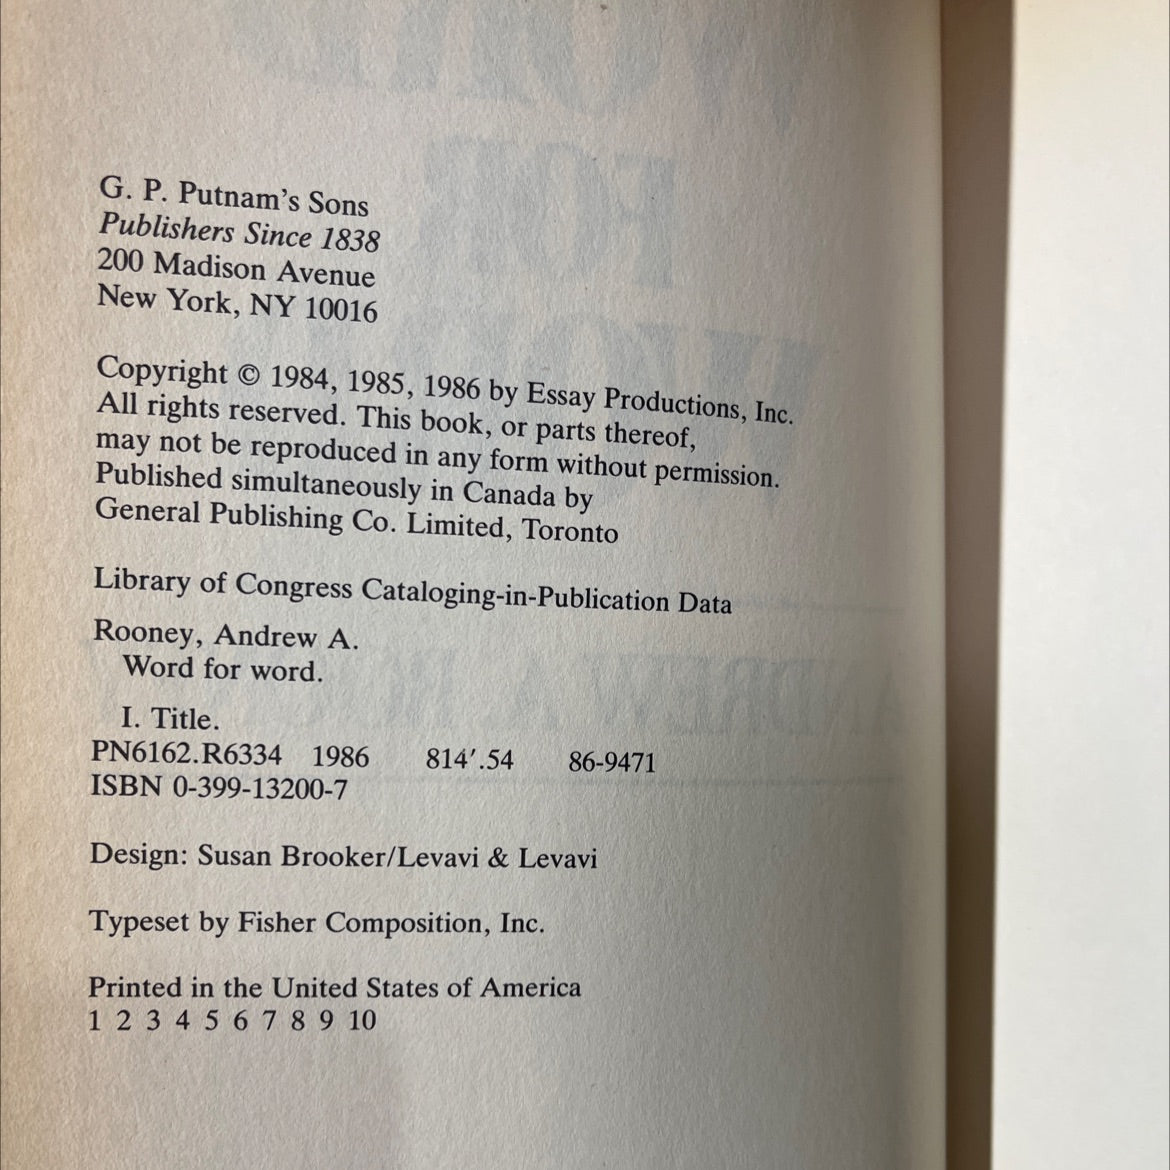 G. P. Putnam's Sons
Publishers Since 1838
200 Madison Avenue
New York, NY 10016
Copyright © 1984, 1985, 1986 by Essay Productions, Inc.
All rights reserved. This book, or parts thereof,
may not be reproduced in any form without permission.
Published simultaneously in Canada by
General Publishing Co. Limited, Toronto
Library of Congress Cataloging-in-Publication Data
Rooney, Andrew A.
Word for word.
I. Title.
PN6162.R6334 1986 814′.54 86-9471
ISBN 0-399-13200-7
Design: Susan Brooker/Levavi & Levavi
Typeset by Fisher Composition, Inc.
Printed in the United States of America
1 2 3 4 5 6 7 8 9 10